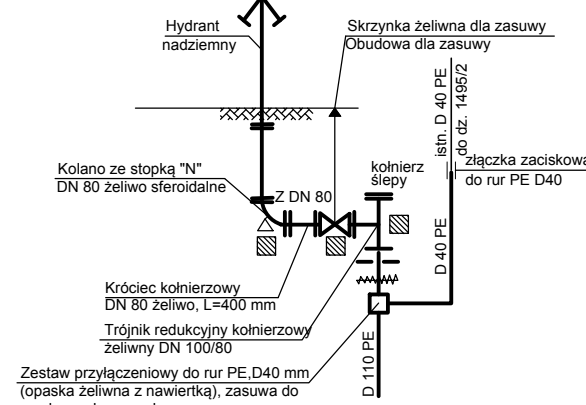 Hydrant
nadziemny
Skrzynka żeliwna dla zasuwy
Obudowa dla zasuwy
istn. D 40 PE
do dz. 1495/2
Kolano ze stopką "N"
DN 80 żeliwo sferoidalne
Z DN 80
kołnierz
ślepy
złączka zaciskowa
do rur PE D40
D 40 PE
Króciec kołnierzowy
DN 80 żeliwo, L=400 mm
Trójnik redukcyjny kołnierzowy
żeliwny DN 100/80
Zestaw przyłączeniowy do rur PE,D40 mm
(opaska żeliwna z nawiertką), zasuwa do
D 110 PE